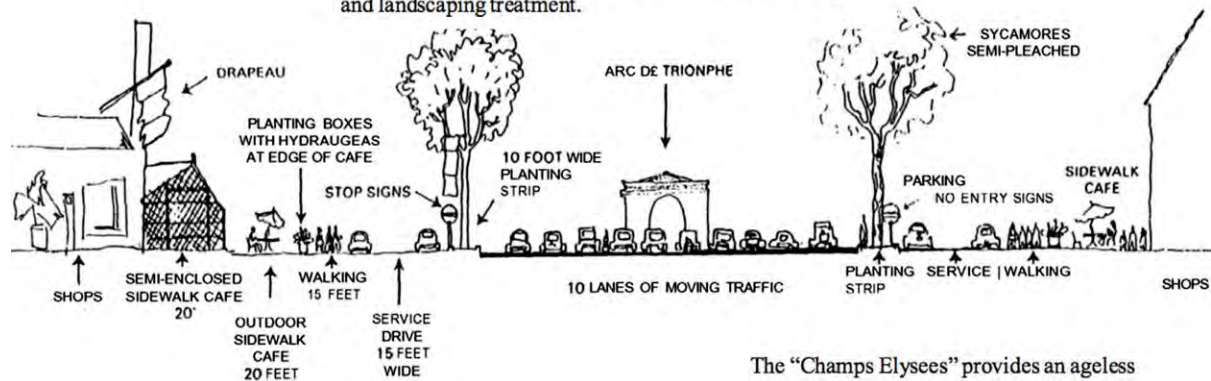 and landscaping treatment.
DRAPEAU
PLANTING BOXES
WITH HYDRAUGEAS
AT EDGE OF CAFE
STOP SIGNS
10 FOOT WIDE
PLANTING
STRIP
ARC DE TRIONPHE
SYCAMORES
SEMI-PLEACHED
PARKING
NO ENTRY SIGNS
SIDEWALK
CAFE
SHOPS
SEMI-ENCLOSED
SIDEWALK CAFE
20'
OUTDOOR
SIDEWALK
CAFE
20 FEET
WALKING
15 FEET
SERVICE
DRIVE
15 FEET
WIDE
10 LANES OF MOVING TRAFFIC
PLANTING
STRIP
SERVICE | WALKING
SHOPS
The “Champs Elysees” provides an ageless